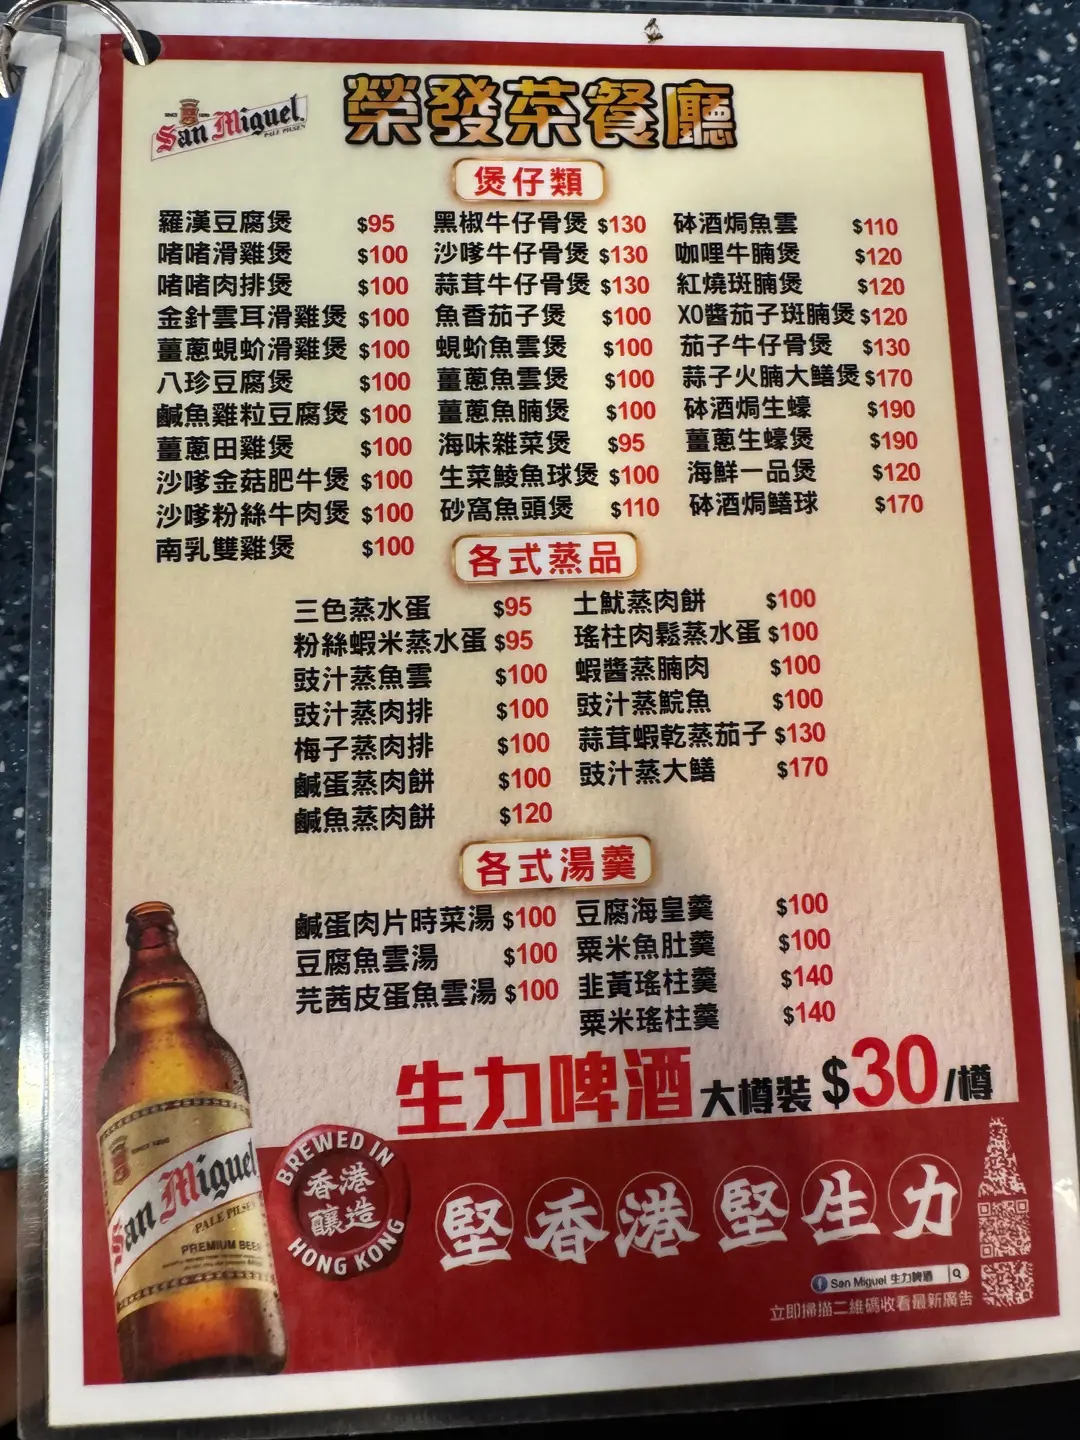 San Miguel
PALE PILSEN
榮發茶餐廳
煲仔類
羅漢豆腐煲 $95
啫啫滑雞煲 $100
啫啫肉排煲 $100
金針雲耳滑雞煲 $100
薑蔥蜆蚧滑雞煲 $100
八珍豆腐煲 $100
鹹魚雞粒豆腐煲 $100
薑蔥田雞煲 $100
沙嗲金菇肥牛煲 $100
沙嗲粉絲牛肉煲 $100
南乳雙雞煲 $100
黑椒牛仔骨煲 $130
沙嗲牛仔骨煲 $130
蒜茸牛仔骨煲 $130
魚香茄子煲 $100
蜆蚧魚雲煲 $100
薑蔥魚雲煲 $100
薑蔥魚腩煲 $100
海味雜菜煲 $95
生菜鯪魚球煲 $100
砂窩魚頭煲 $110
砵酒焗魚雲 $110
咖哩牛腩煲 $120
紅燒斑腩煲 $120
XO醬茄子斑腩煲 $120
茄子牛仔骨煲 $130
蒜子火腩大鱔煲 $170
砵酒焗生蠔 $190
薑蔥生蠔煲 $190
海鮮一品煲 $120
砵酒焗鱔球 $170
各式蒸品
三色蒸水蛋 $95
粉絲蝦米蒸水蛋 $95
豉汁蒸魚雲 $100
豉汁蒸肉排 $100
梅子蒸肉排 $100
鹹蛋蒸肉餅 $100
鹹魚蒸肉餅 $120
土魷蒸肉餅 $100
瑤柱肉鬆蒸水蛋 $100
蝦醬蒸腩肉 $100
豉汁蒸鯇魚 $100
蒜茸蝦乾蒸茄子 $130
豉汁蒸大鱔 $170
各式湯羹
鹹蛋肉片時菜湯 $100
豆腐魚雲湯 $100
芫茜皮蛋魚雲湯 $100
豆腐海皇羹 $100
粟米魚肚羹 $100
韭黃瑤柱羹 $140
粟米瑤柱羹 $140
生力啤酒 大樽裝 $30/樽
San Miguel
PALE PILSEN
PREMIUM BEER
BREWED IN
香港
釀造
HONG KONG
堅香港堅生力
San Miguel 生力啤酒
立即掃描二維碼收看最新廣告